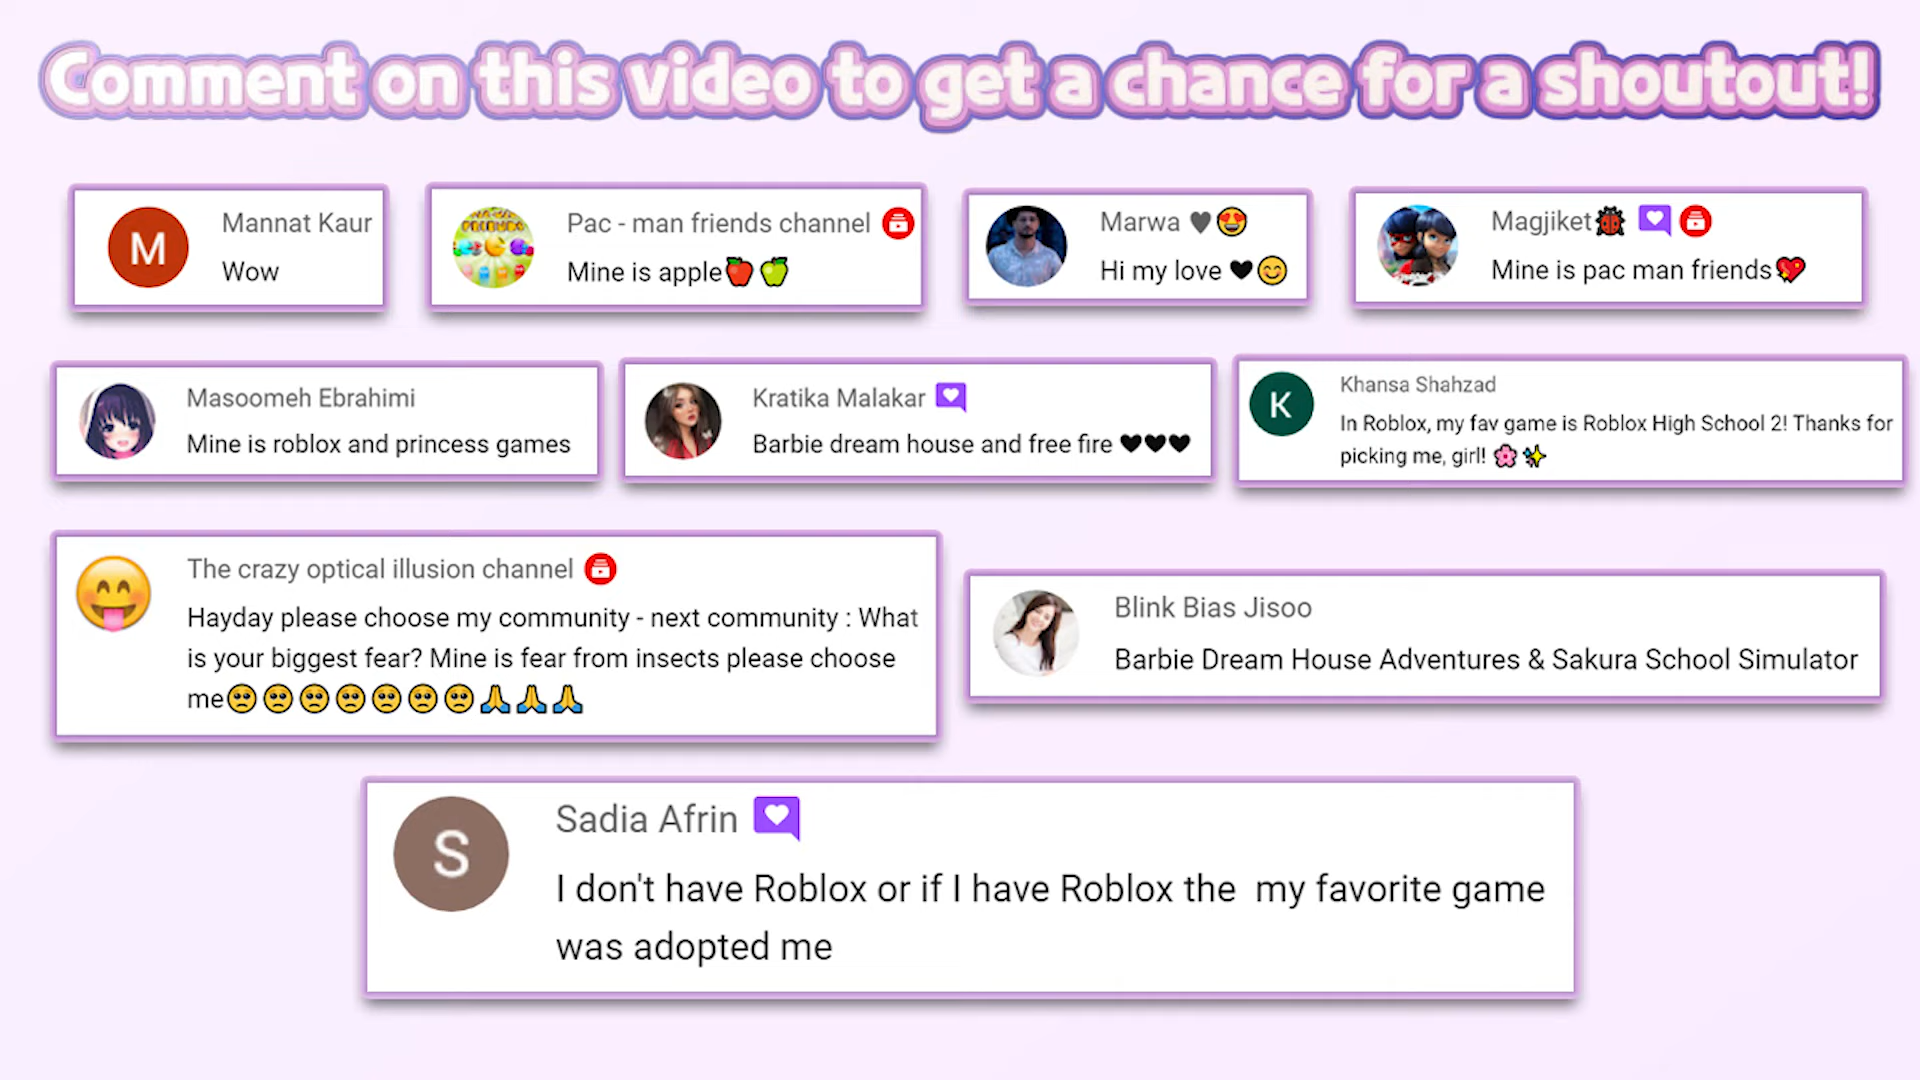 Comment on this video to get a chance for a shoutout!
Mannat Kaur
Wow
Pac - man friends channel
Mine is apple🍎🍏
Marwa 🖤😍
Hi my love 🖤😊
Magjiket🐞
Mine is pac man friends💖
Masoomeh Ebrahimi
Mine is roblox and princess games
Kratika Malakar
Barbie dream house and free fire 🖤🖤🖤
K
Khansa Shahzad
In Roblox, my fav game is Roblox High School 2! Thanks for
picking me, girl! 🌸✨
The crazy optical illusion channel
Hayday please choose my community - next community : What
is your biggest fear? Mine is fear from insects please choose
me🥺🥺🥺🥺🥺🥺🥺🙏🙏🙏
Blink Bias Jisoo
Barbie Dream House Adventures & Sakura School Simulator
S
Sadia Afrin
I don't have Roblox or if I have Roblox the  my favorite game
was adopted me